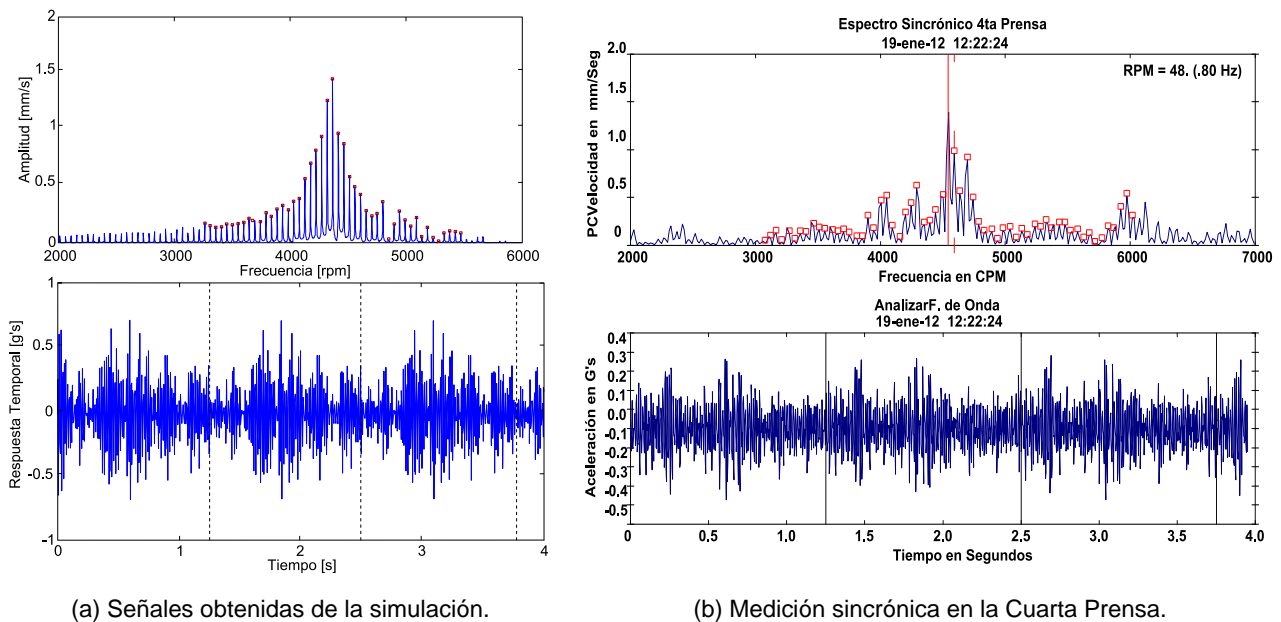 2
1.5
1
0.5
0
Amplitud [mm/s]
2000 3000 4000 5000 6000
Frecuencia [rpm]
1
0.5
0
-0.5
-1
Respuesta Temporal [g's]
0 1 2 3 4
Tiempo [s]
(a) Señales obtenidas de la simulación.
Espectro Sincrónico 4ta Prensa
19-ene-12 12:22:24
RPM = 48. (.80 Hz)
2.0
1.5
1.0
0.5
0
PCVelocidad en mm/Seg
2000 3000 4000 5000 6000 7000
Frecuencia en CPM
AnalizarF. de Onda
19-ene-12 12:22:24
0.4
0.3
0.2
0.1
0.0
-0.1
-0.2
-0.3
-0.4
-0.5
Aceleración en G's
0 0.5 1.0 1.5 2.0 2.5 3.0 3.5 4.0
Tiempo en Segundos
(b) Medición sincrónica en la Cuarta Prensa.